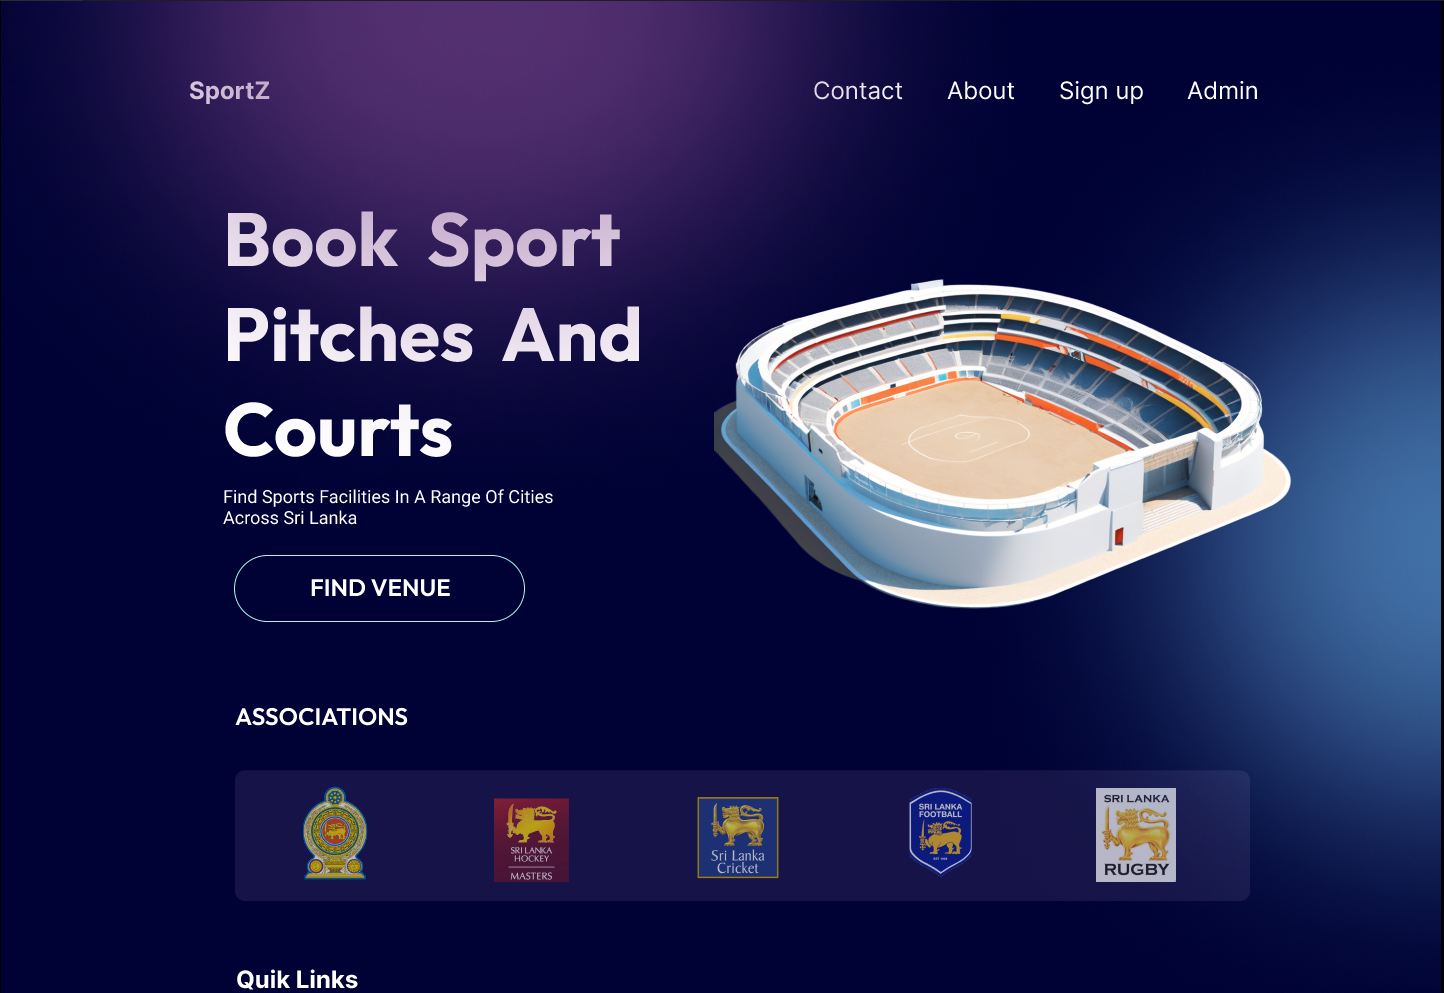 SportZ
Contact About Sign up Admin
Book Sport
Pitches And
Courts
Find Sports Facilities In A Range Of Cities
Across Sri Lanka
FIND VENUE
ASSOCIATIONS
SRI LANKA
HOCKEY
MASTERS
Sri Lanka
Cricket
SRI LANKA
FOOTBALL
SRI LANKA
RUGBY
Quik Links